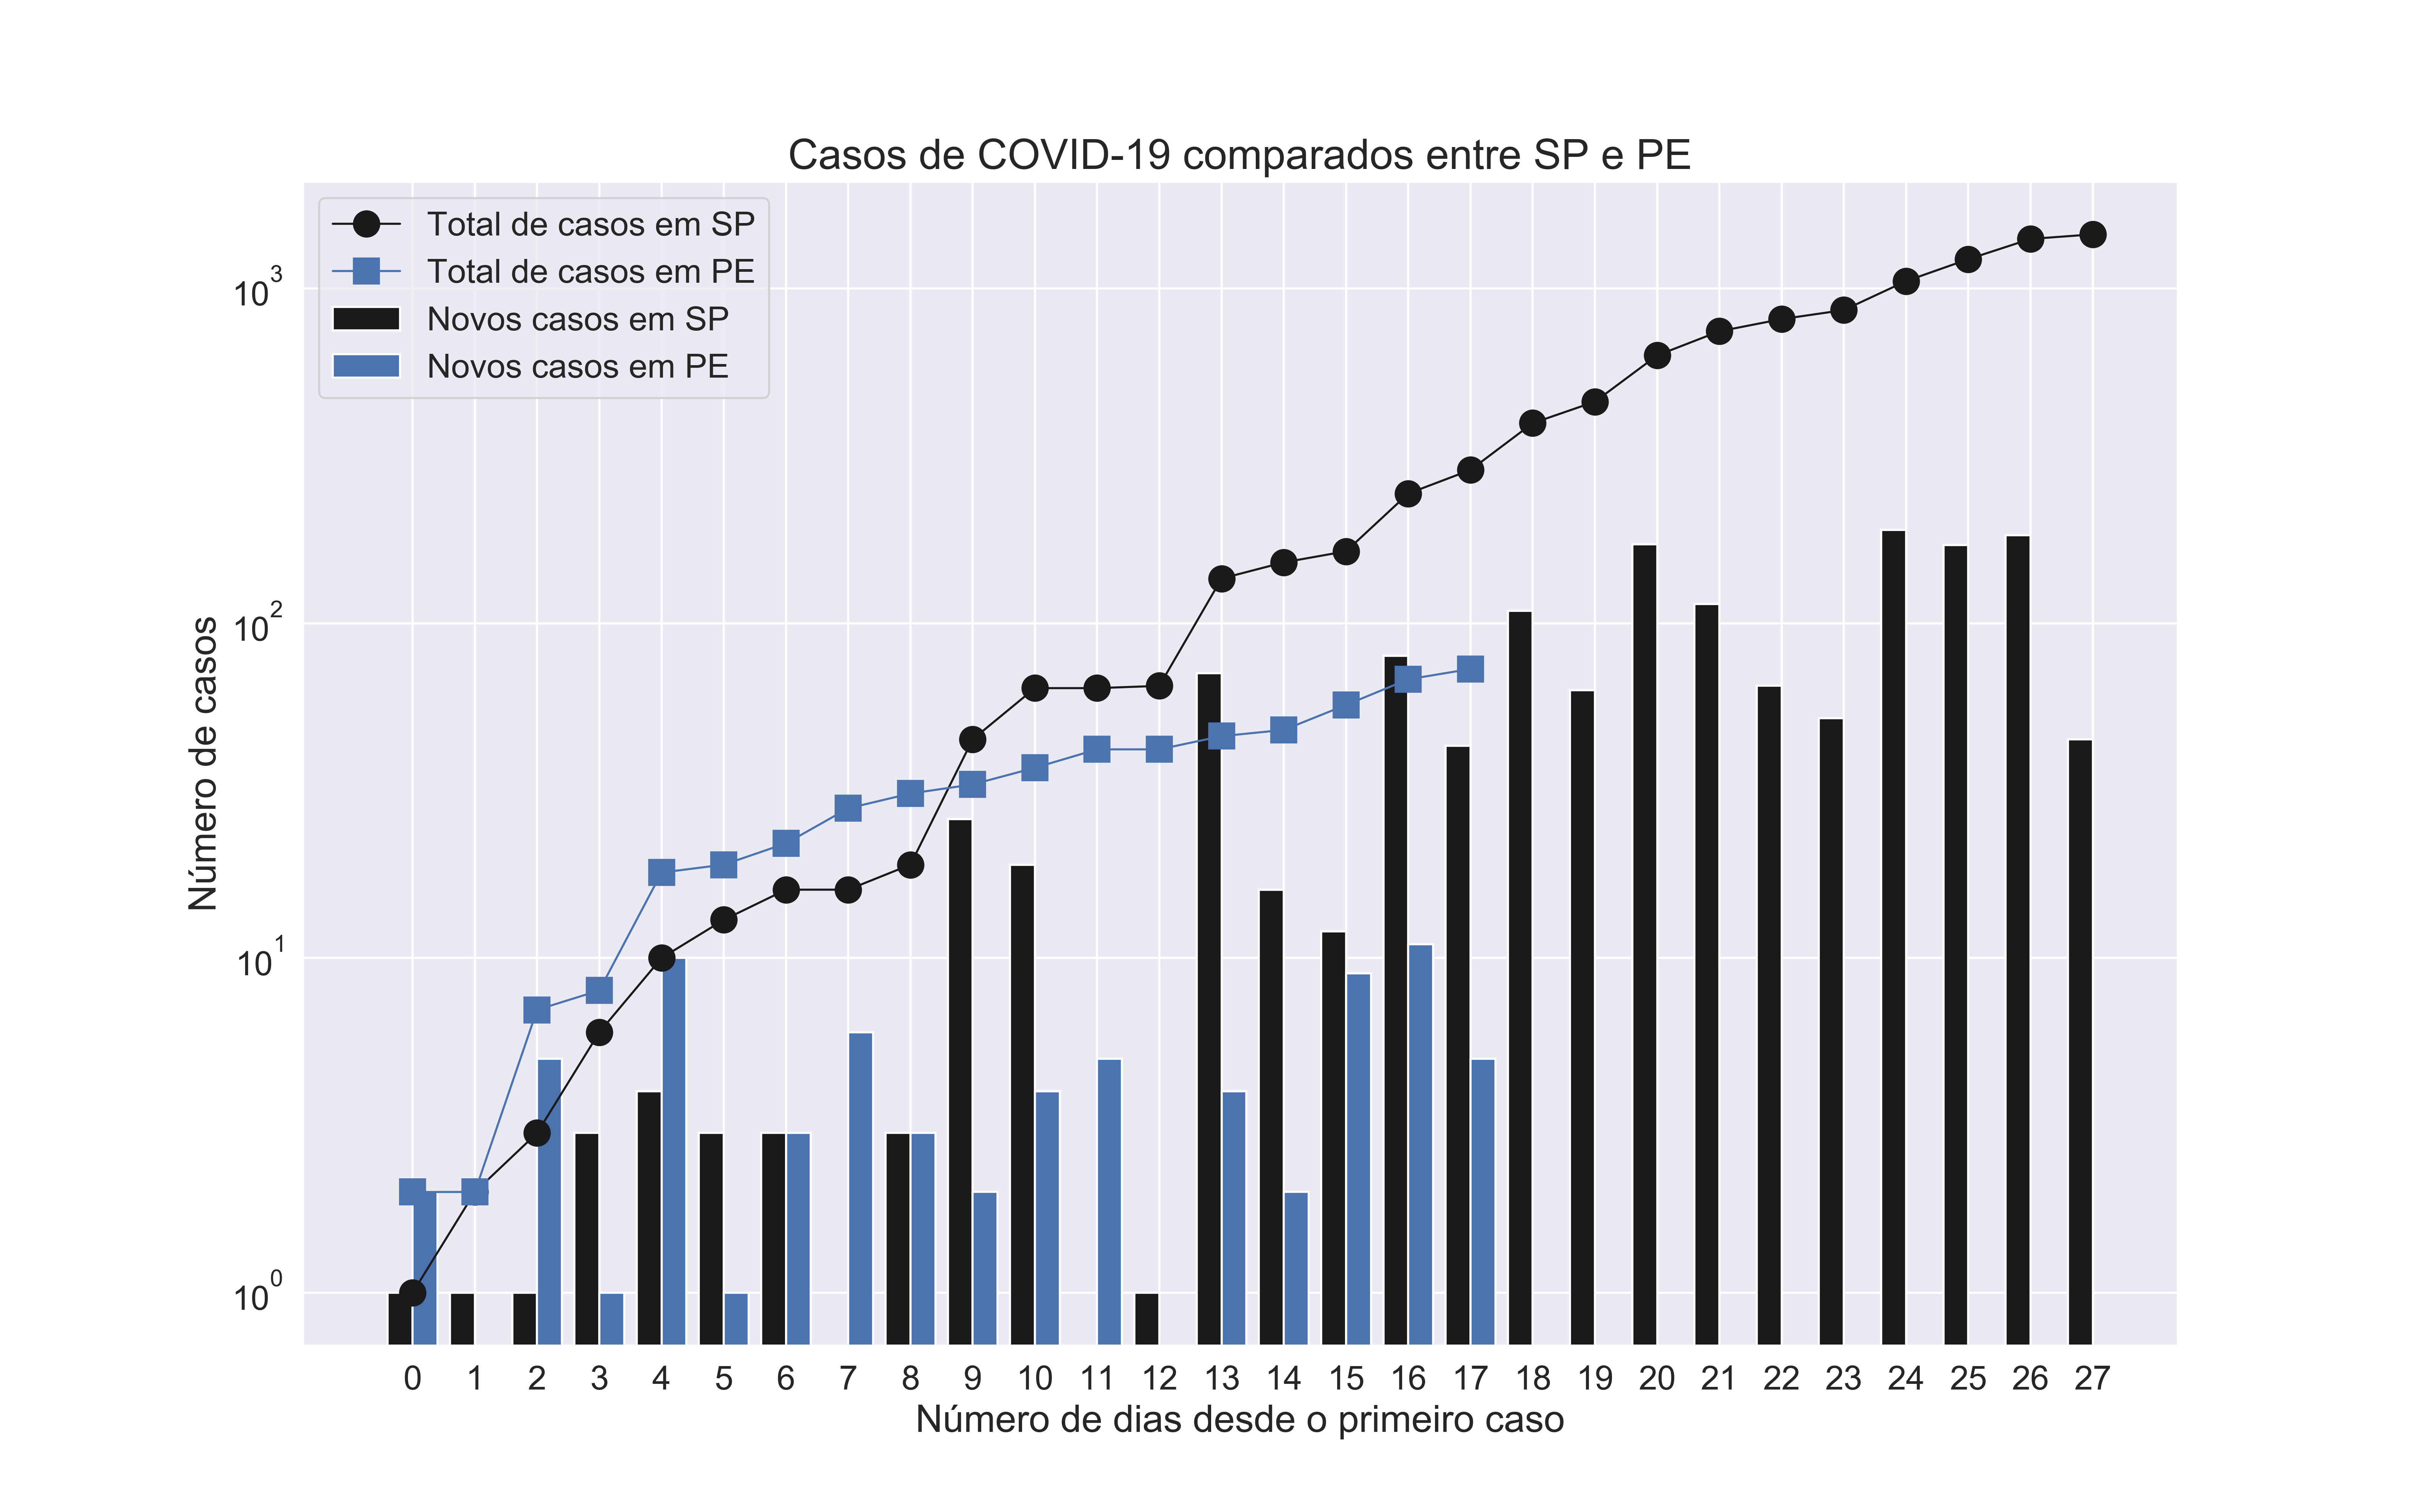 Casos de COVID-19 comparados entre SP e PE
Total de casos em SP
Total de casos em PE
Novos casos em SP
Novos casos em PE
10³
10²
10¹
10⁰
Número de casos
0 1 2 3 4 5 6 7 8 9 10 11 12 13 14 15 16 17 18 19 20 21 22 23 24 25 26 27
Número de dias desde o primeiro caso